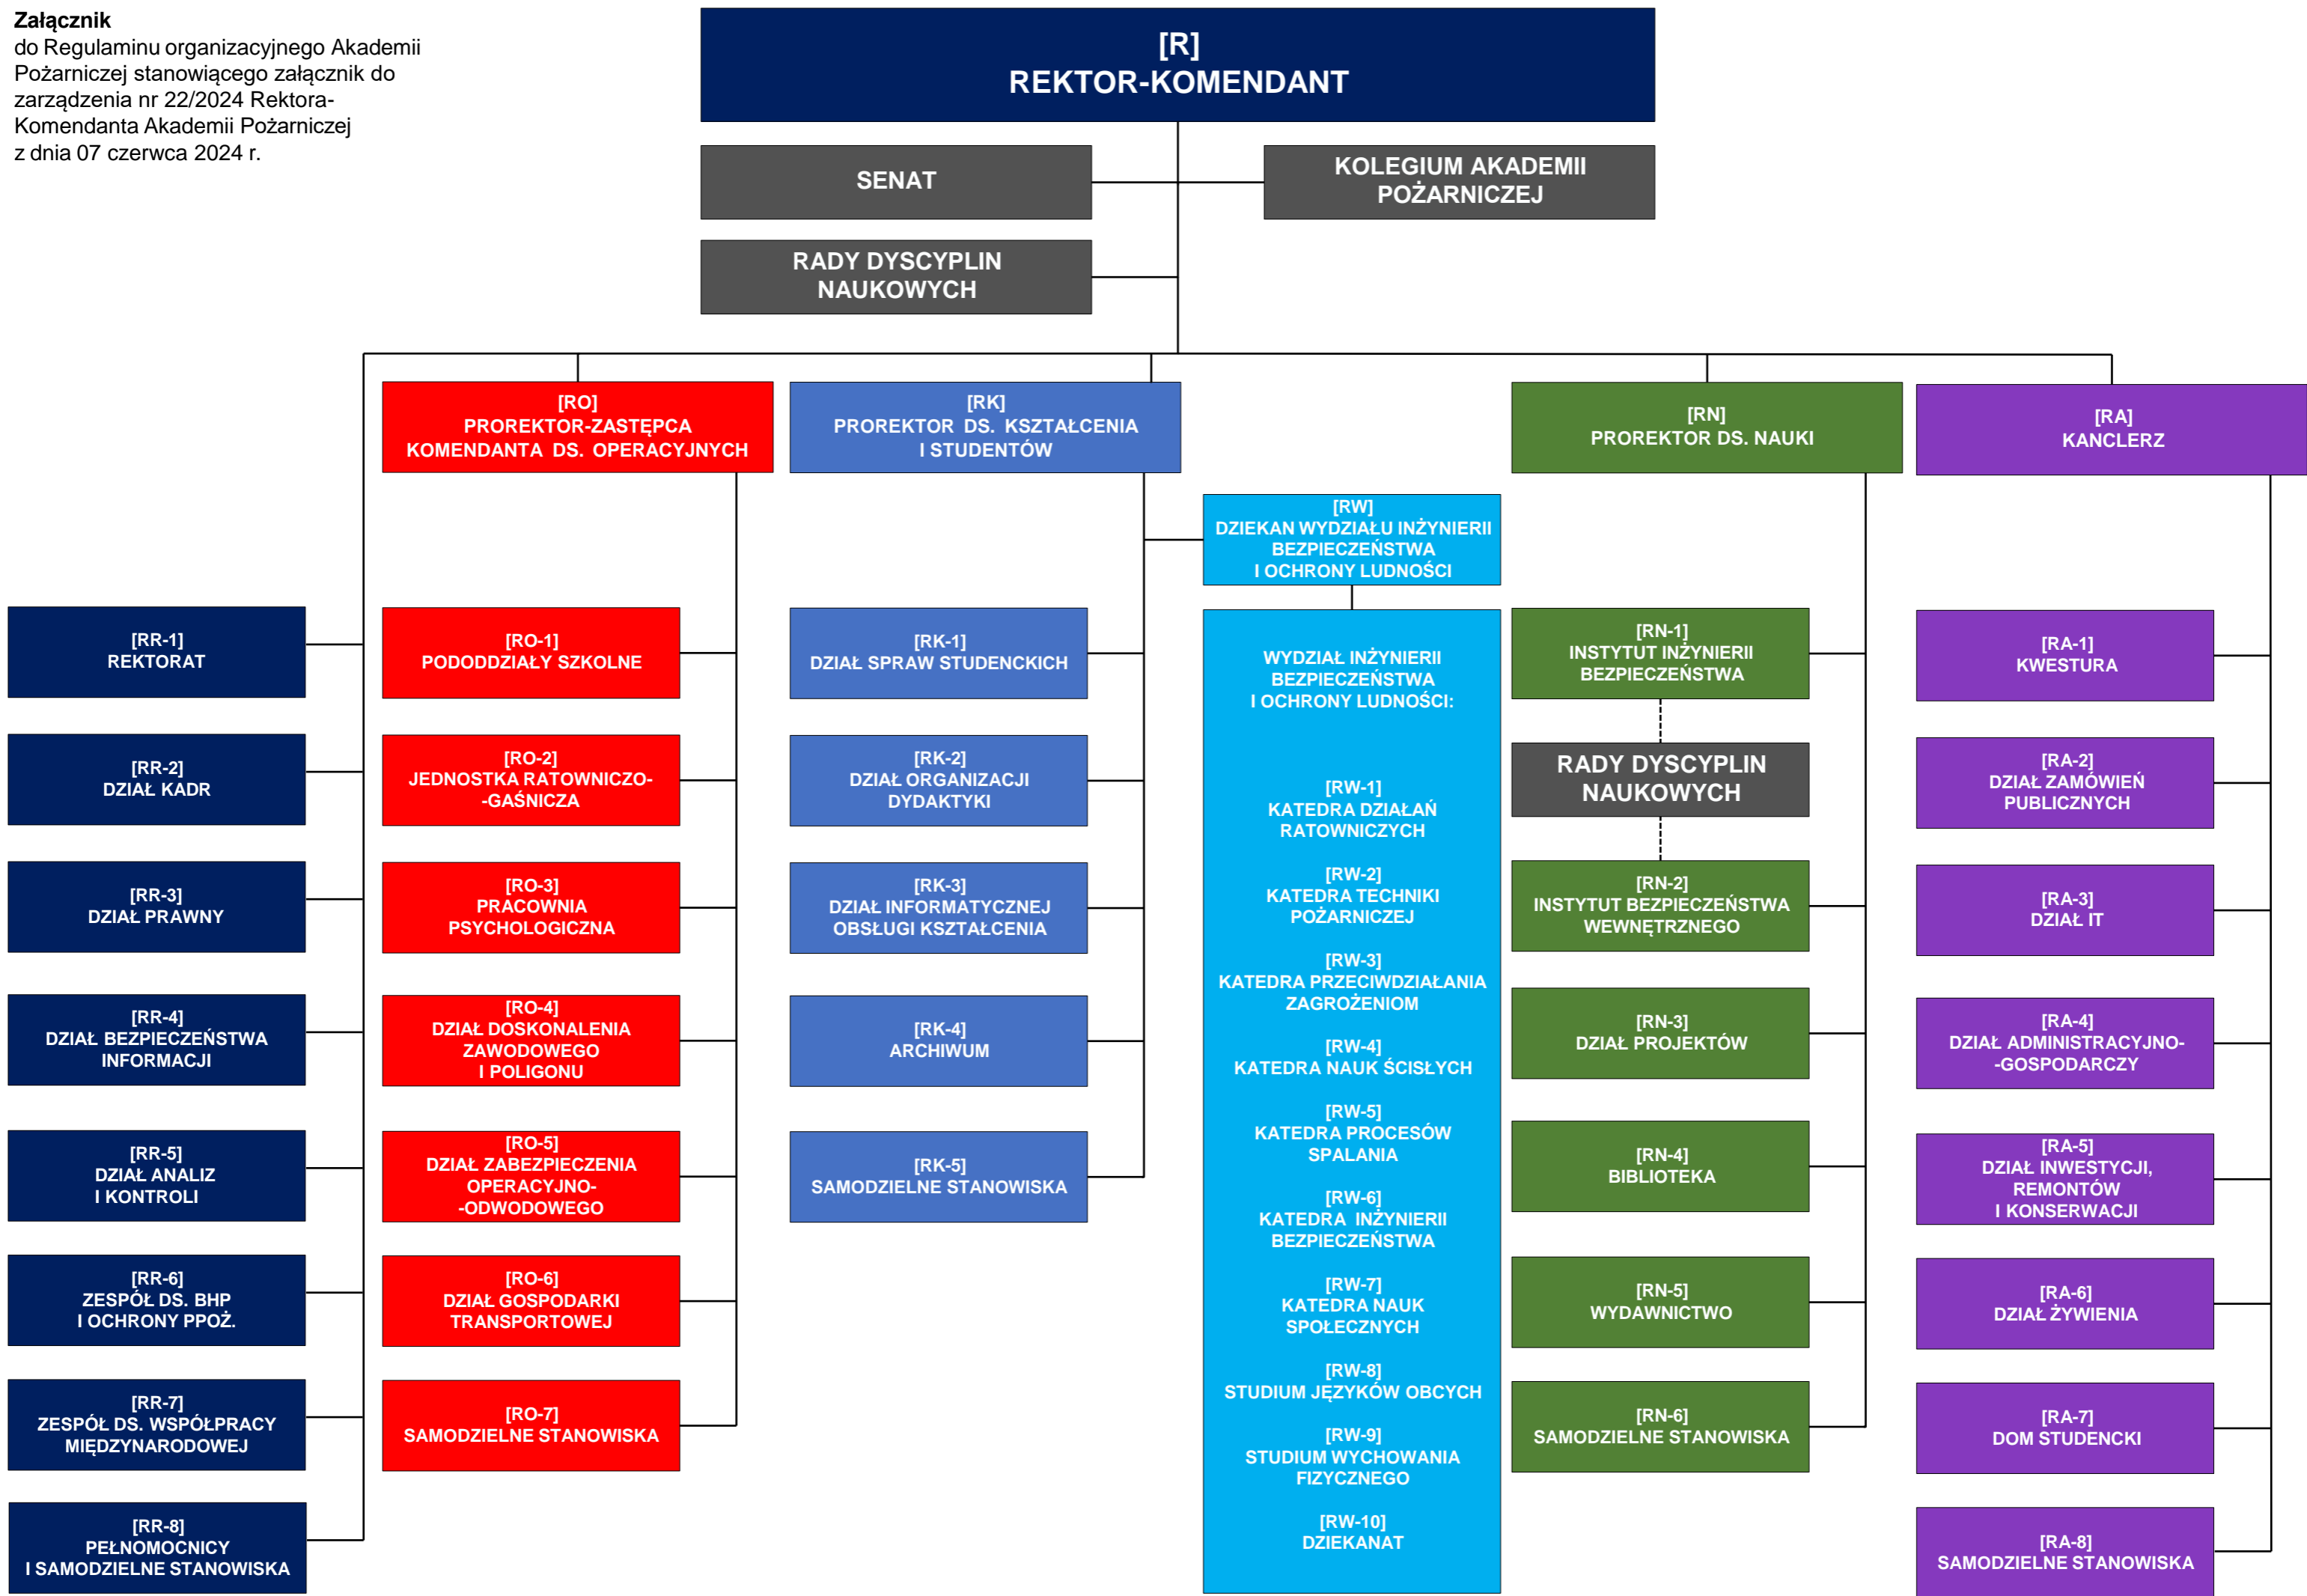 Załącznik
do Regulaminu organizacyjnego Akademii
Pożarniczej stanowiącego załącznik do
zarządzenia nr 22/2024 Rektora-
Komendanta Akademii Pożarniczej
z dnia 07 czerwca 2024 r.
[R]
REKTOR-KOMENDANT
SENAT
KOLEGIUM AKADEMII
POŻARNICZEJ
RADY DYSCYPLIN
NAUKOWYCH
[RO]
PROREKTOR-ZASTĘPCA
KOMENDANTA DS. OPERACYJNYCH
[RK]
PROREKTOR DS. KSZTAŁCENIA
I STUDENTÓW
[RN]
PROREKTOR DS. NAUKI
[RA]
KANCLERZ
[RW]
DZIEKAN WYDZIAŁU INŻYNIERII
BEZPIECZEŃSTWA
I OCHRONY LUDNOŚCI
[RR-1]
REKTORAT
[RR-2]
DZIAŁ KADR
[RR-3]
DZIAŁ PRAWNY
[RR-4]
DZIAŁ BEZPIECZEŃSTWA
INFORMACJI
[RR-5]
DZIAŁ ANALIZ
I KONTROLI
[RR-6]
ZESPÓŁ DS. BHP
I OCHRONY PPOŻ.
[RR-7]
ZESPÓŁ DS. WSPÓŁPRACY
MIĘDZYNARODOWEJ
[RR-8]
PEŁNOMOCNICY
I SAMODZIELNE STANOWISKA
[RO-1]
PODODDZIAŁY SZKOLNE
[RO-2]
JEDNOSTKA RATOWNICZO-
-GAŚNICZA
[RO-3]
PRACOWNIA
PSYCHOLOGICZNA
[RO-4]
DZIAŁ DOSKONALENIA
ZAWODOWEGO
I POLIGONU
[RO-5]
DZIAŁ ZABEZPIECZENIA
OPERACYJNO-
-ODWODOWEGO
[RO-6]
DZIAŁ GOSPODARKI
TRANSPORTOWEJ
[RO-7]
SAMODZIELNE STANOWISKA
[RK-1]
DZIAŁ SPRAW STUDENCKICH
[RK-2]
DZIAŁ ORGANIZACJI
DYDAKTYKI
[RK-3]
DZIAŁ INFORMATYCZNEJ
OBSŁUGI KSZTAŁCENIA
[RK-4]
ARCHIWUM
[RK-5]
SAMODZIELNE STANOWISKA
WYDZIAŁ INŻYNIERII
BEZPIECZEŃSTWA
I OCHRONY LUDNOŚCI:
[RW-1]
KATEDRA DZIAŁAŃ
RATOWNICZYCH
[RW-2]
KATEDRA TECHNIKI
POŻARNICZEJ
[RW-3]
KATEDRA PRZECIWDZIAŁANIA
ZAGROŻENIOM
[RW-4]
KATEDRA NAUK ŚCISŁYCH
[RW-5]
KATEDRA PROCESÓW
SPALANIA
[RW-6]
KATEDRA INŻYNIERII
BEZPIECZEŃSTWA
[RW-7]
KATEDRA NAUK
SPOŁECZNYCH
[RW-8]
STUDIUM JĘZYKÓW OBCYCH
[RW-9]
STUDIUM WYCHOWANIA
FIZYCZNEGO
[RW-10]
DZIEKANAT
[RN-1]
INSTYTUT INŻYNIERII
BEZPIECZEŃSTWA
RADY DYSCYPLIN
NAUKOWYCH
[RN-2]
INSTYTUT BEZPIECZEŃSTWA
WEWNĘTRZNEGO
[RN-3]
DZIAŁ PROJEKTÓW
[RN-4]
BIBLIOTEKA
[RN-5]
WYDAWNICTWO
[RN-6]
SAMODZIELNE STANOWISKA
[RA-1]
KWESTURA
[RA-2]
DZIAŁ ZAMÓWIEŃ
PUBLICZNYCH
[RA-3]
DZIAŁ IT
[RA-4]
DZIAŁ ADMINISTRACYJNO-
-GOSPODARCZY
[RA-5]
DZIAŁ INWESTYCJI,
REMONTÓW
I KONSERWACJI
[RA-6]
DZIAŁ ŻYWIENIA
[RA-7]
DOM STUDENCKI
[RA-8]
SAMODZIELNE STANOWISKA